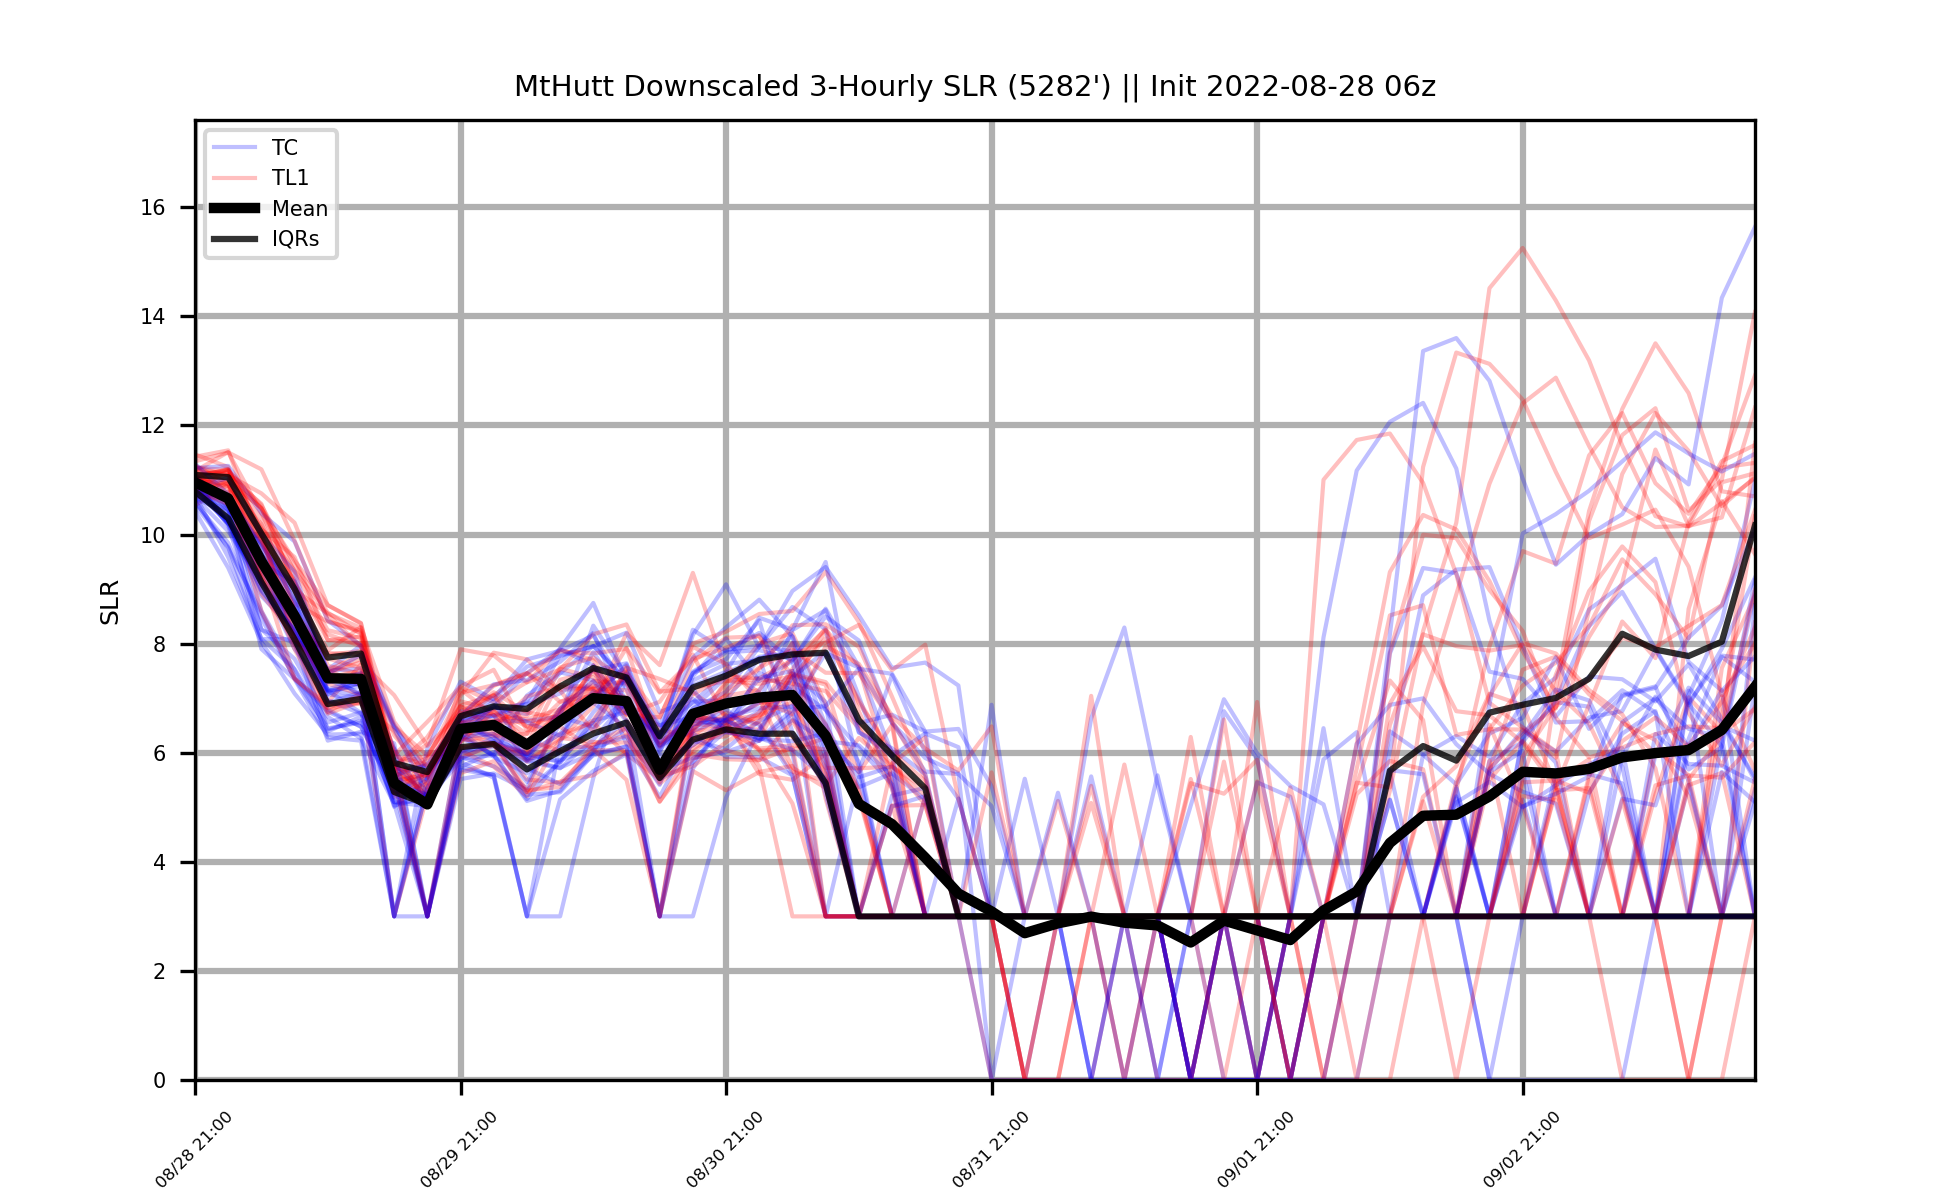 MtHutt Downscaled 3-Hourly SLR (5282') || Init 2022-08-28 06z
TC
TL1
Mean
IQRs
SLR
16
14
12
10
8
6
4
2
0
08/28 21:00
08/29 21:00
08/30 21:00
08/31 21:00
09/01 21:00
09/02 21:00